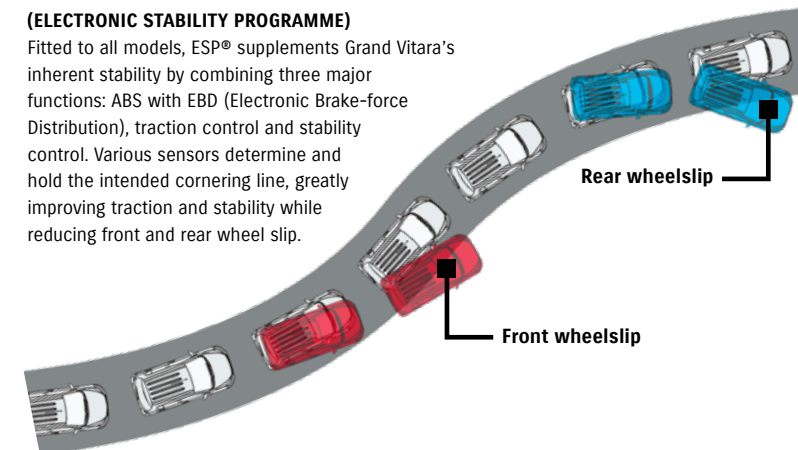 (ELECTRONIC STABILITY PROGRAMME)
Fitted to all models, ESP® supplements Grand Vitara's
inherent stability by combining three major
functions: ABS with EBD (Electronic Brake-force
Distribution), traction control and stability
control. Various sensors determine and
hold the intended cornering line, greatly
improving traction and stability while
reducing front and rear wheel slip.
Rear wheelslip
Front wheelslip